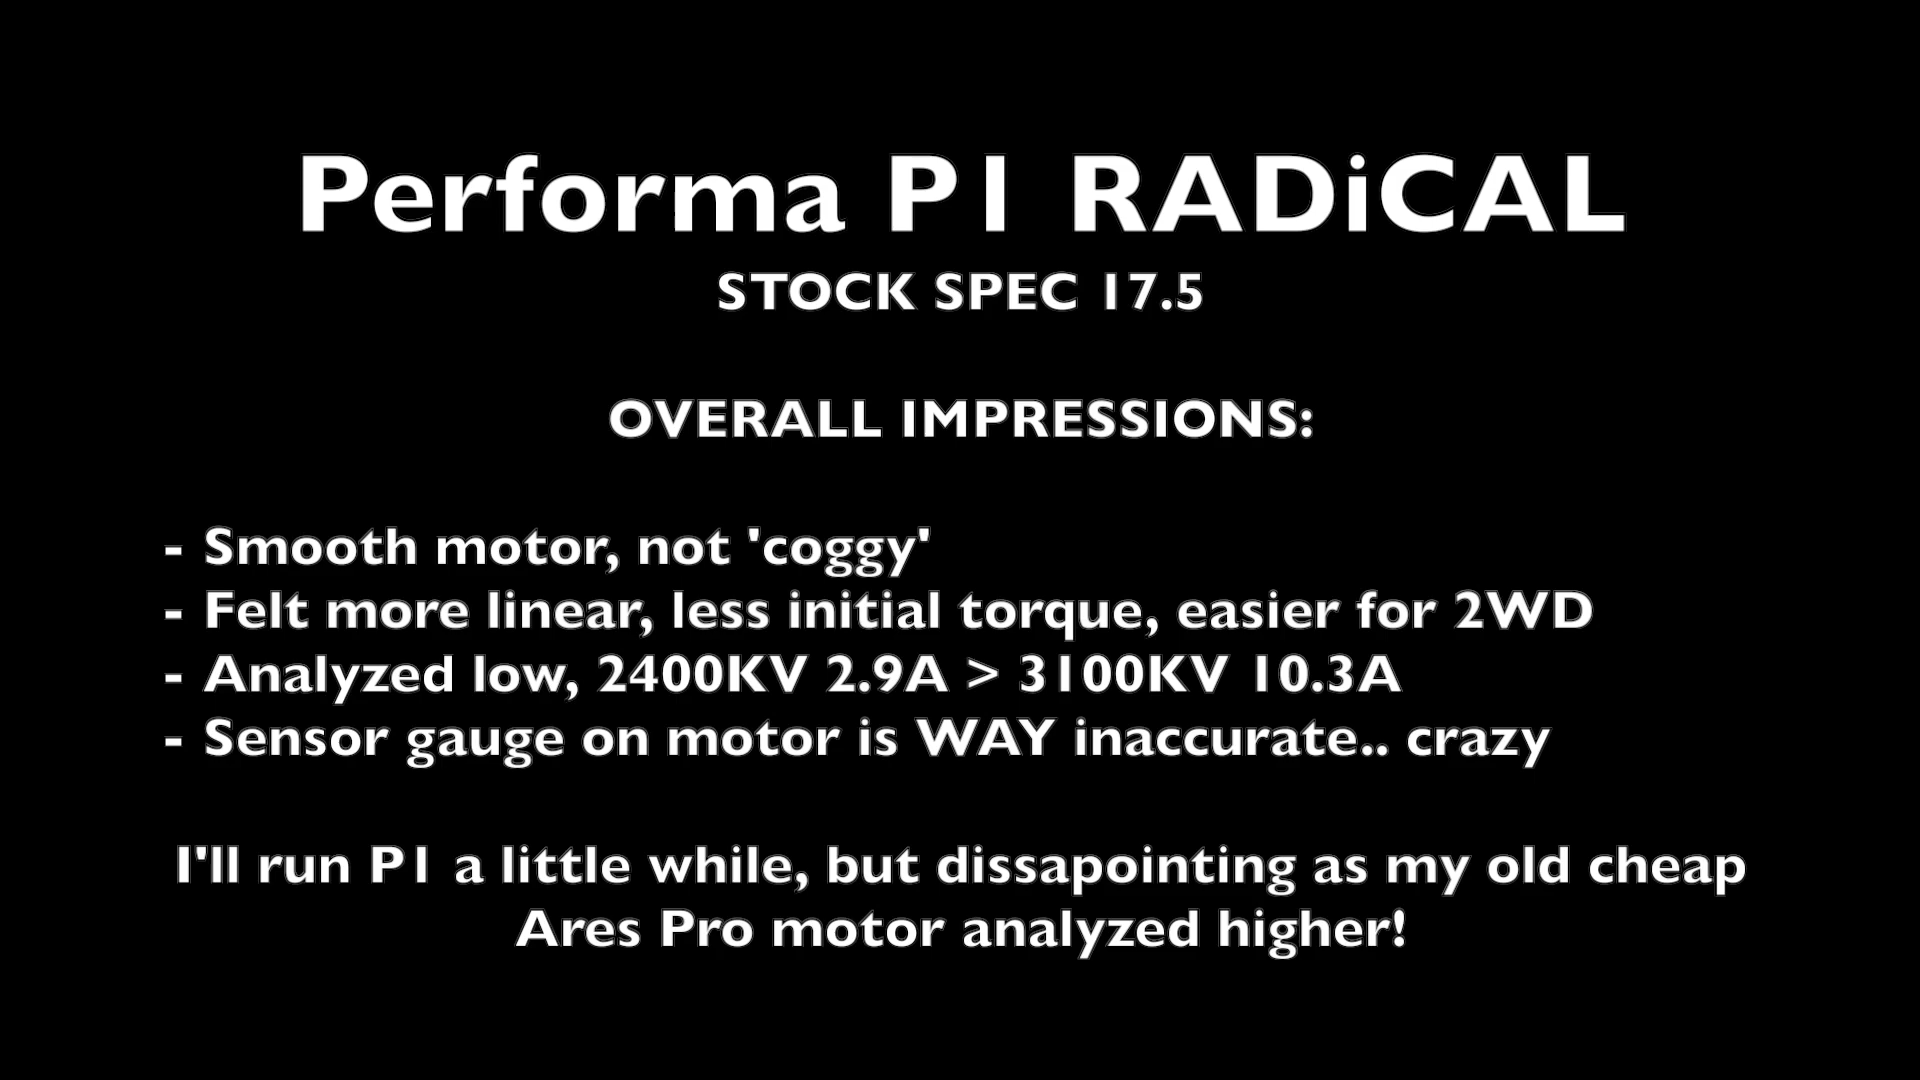 Performa P1 RADiCAL
STOCK SPEC 17.5
OVERALL IMPRESSIONS:
- Smooth motor, not 'coggy'
- Felt more linear, less initial torque, easier for 2WD
- Analyzed low, 2400KV 2.9A > 3100KV 10.3A
- Sensor gauge on motor is WAY inaccurate.. crazy
I'll run P1 a little while, but dissapointing as my old cheap
Ares Pro motor analyzed higher!